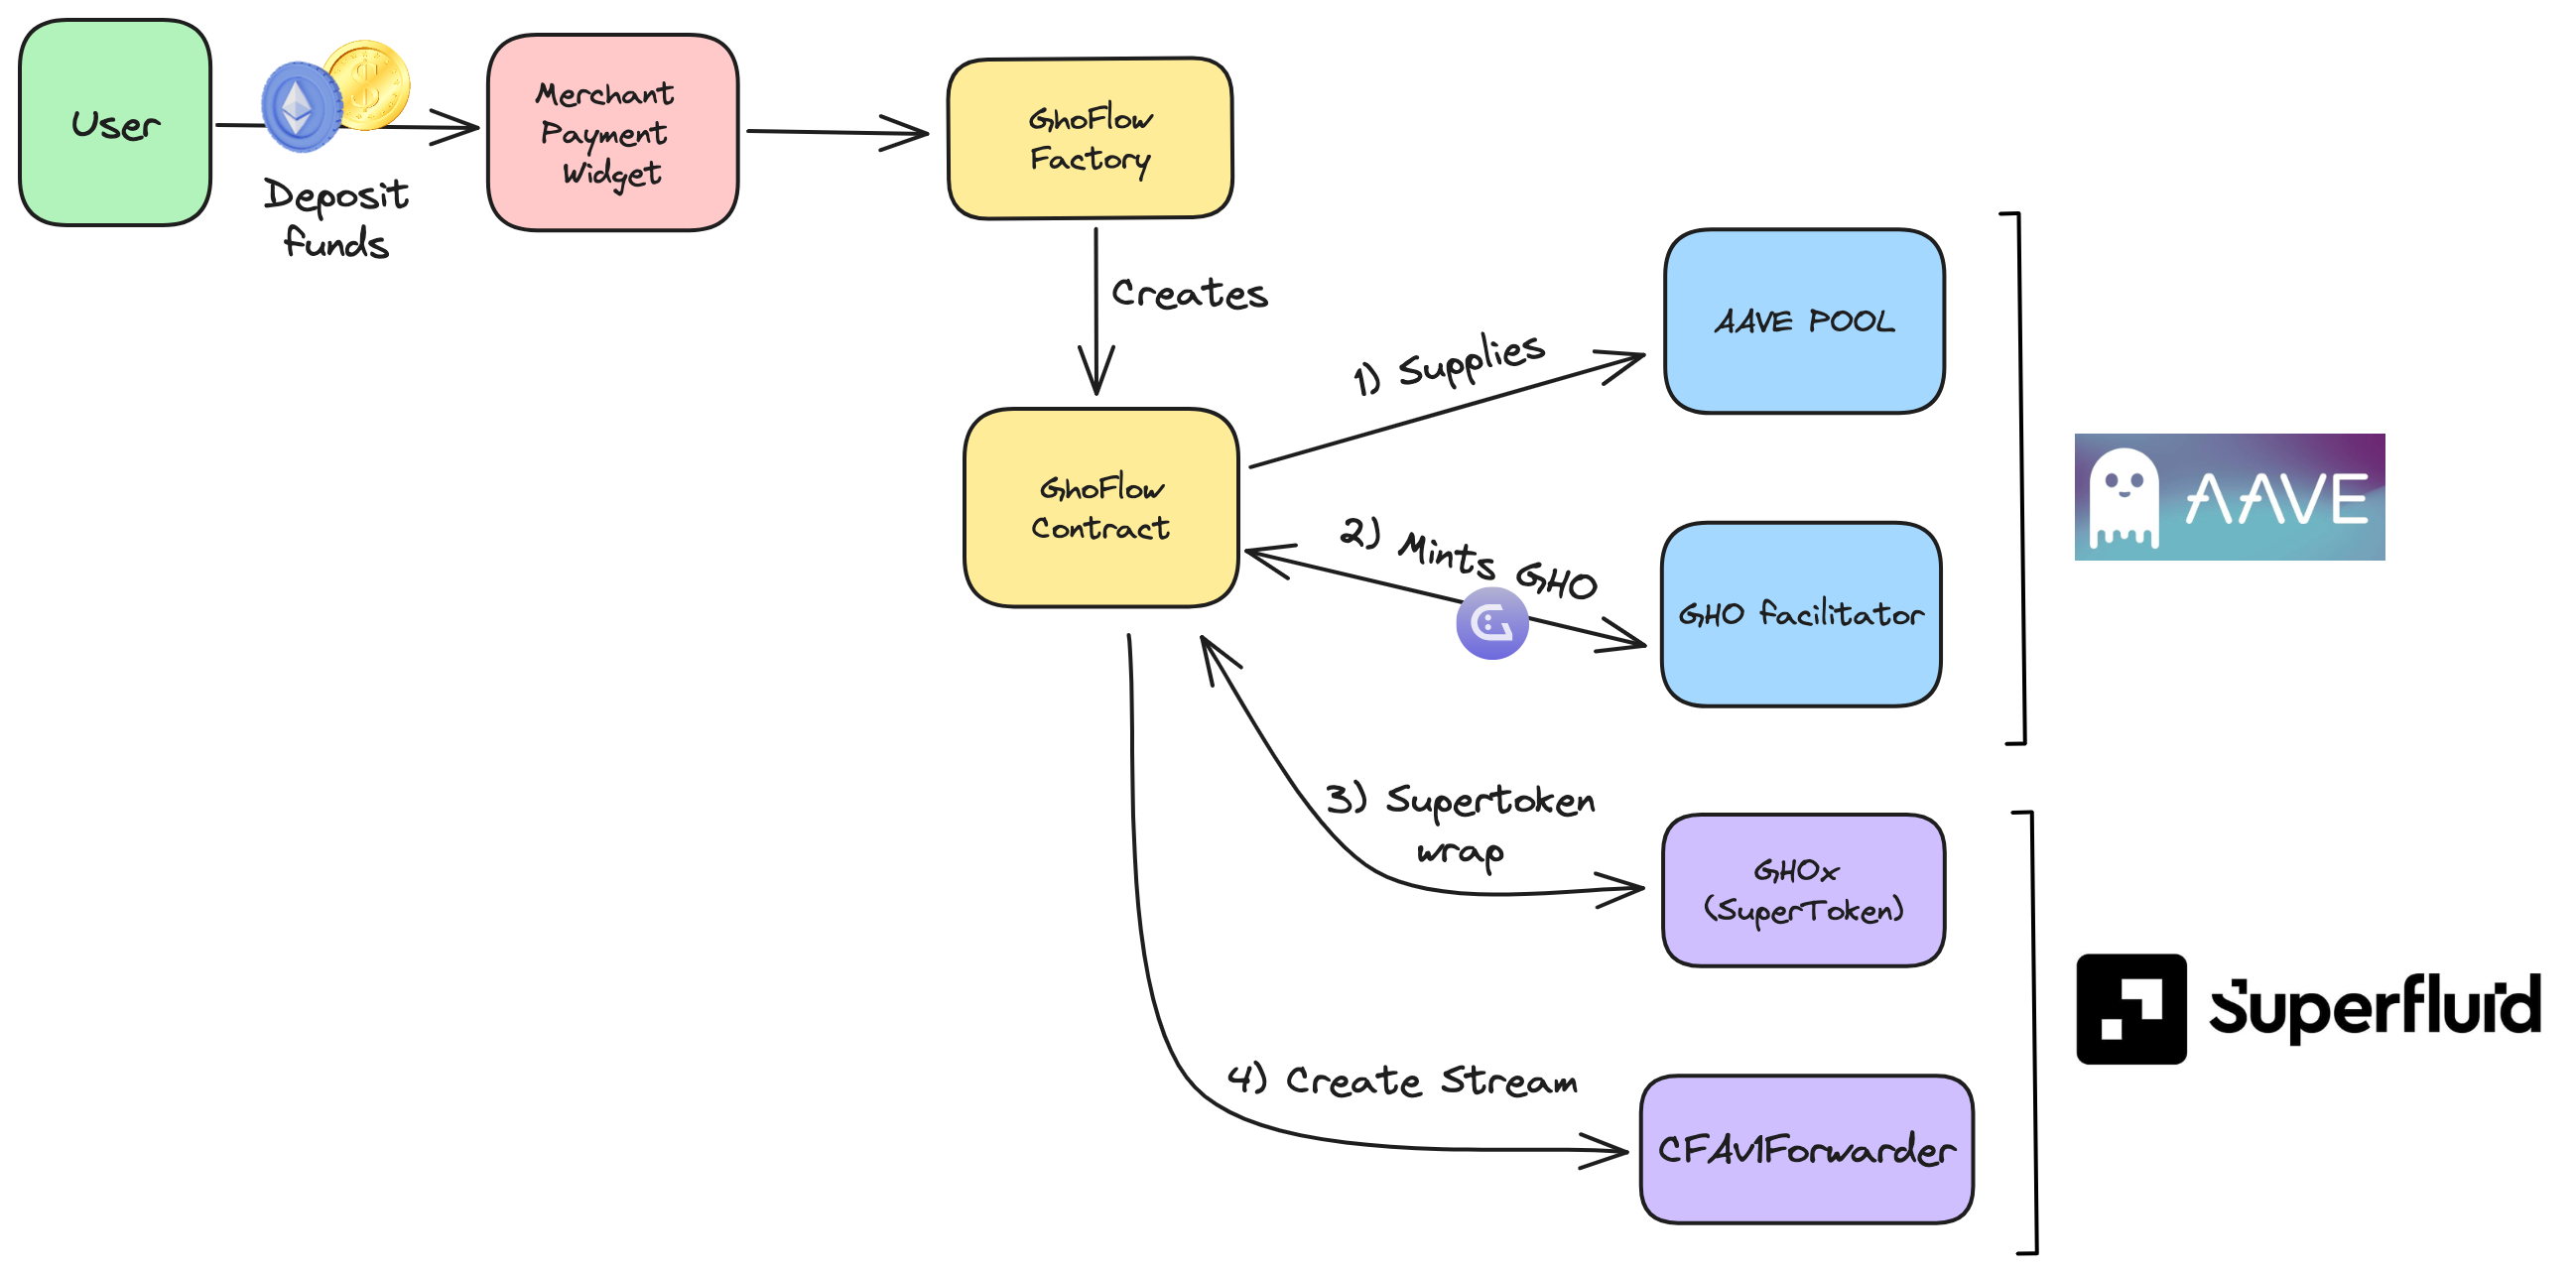 User
Deposit
funds
Merchant
Payment
Widget
GhoFlow
Factory
Creates
GhoFlow
Contract
1) Supplies
AAVE POOL
2) Mints GHO
GHO facilitator
AAVE
3) Supertoken
wrap
GHOx
(SuperToken)
4) Create Stream
CFAV1Forwarder
Superfluid